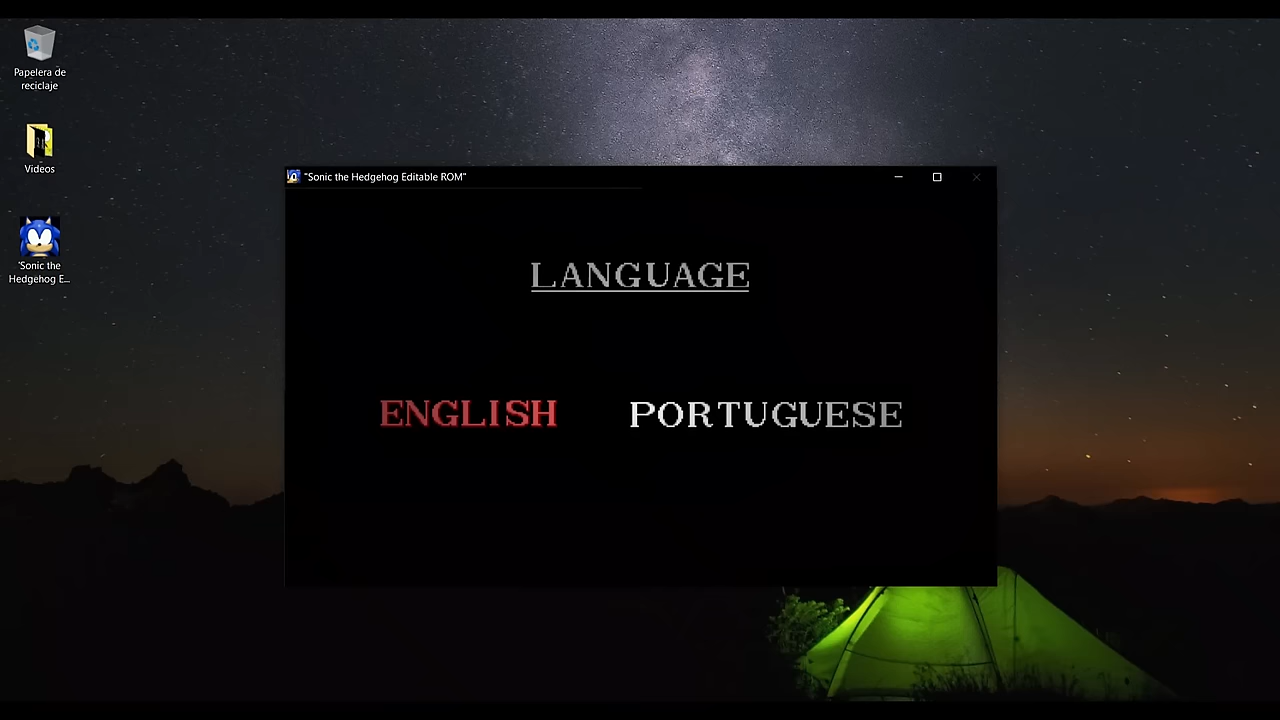 Papelera de
reciclaje
Videos
"Sonic the
Hedgehog E...
"Sonic the Hedgehog Editable ROM"
LANGUAGE
ENGLISH PORTUGUESE